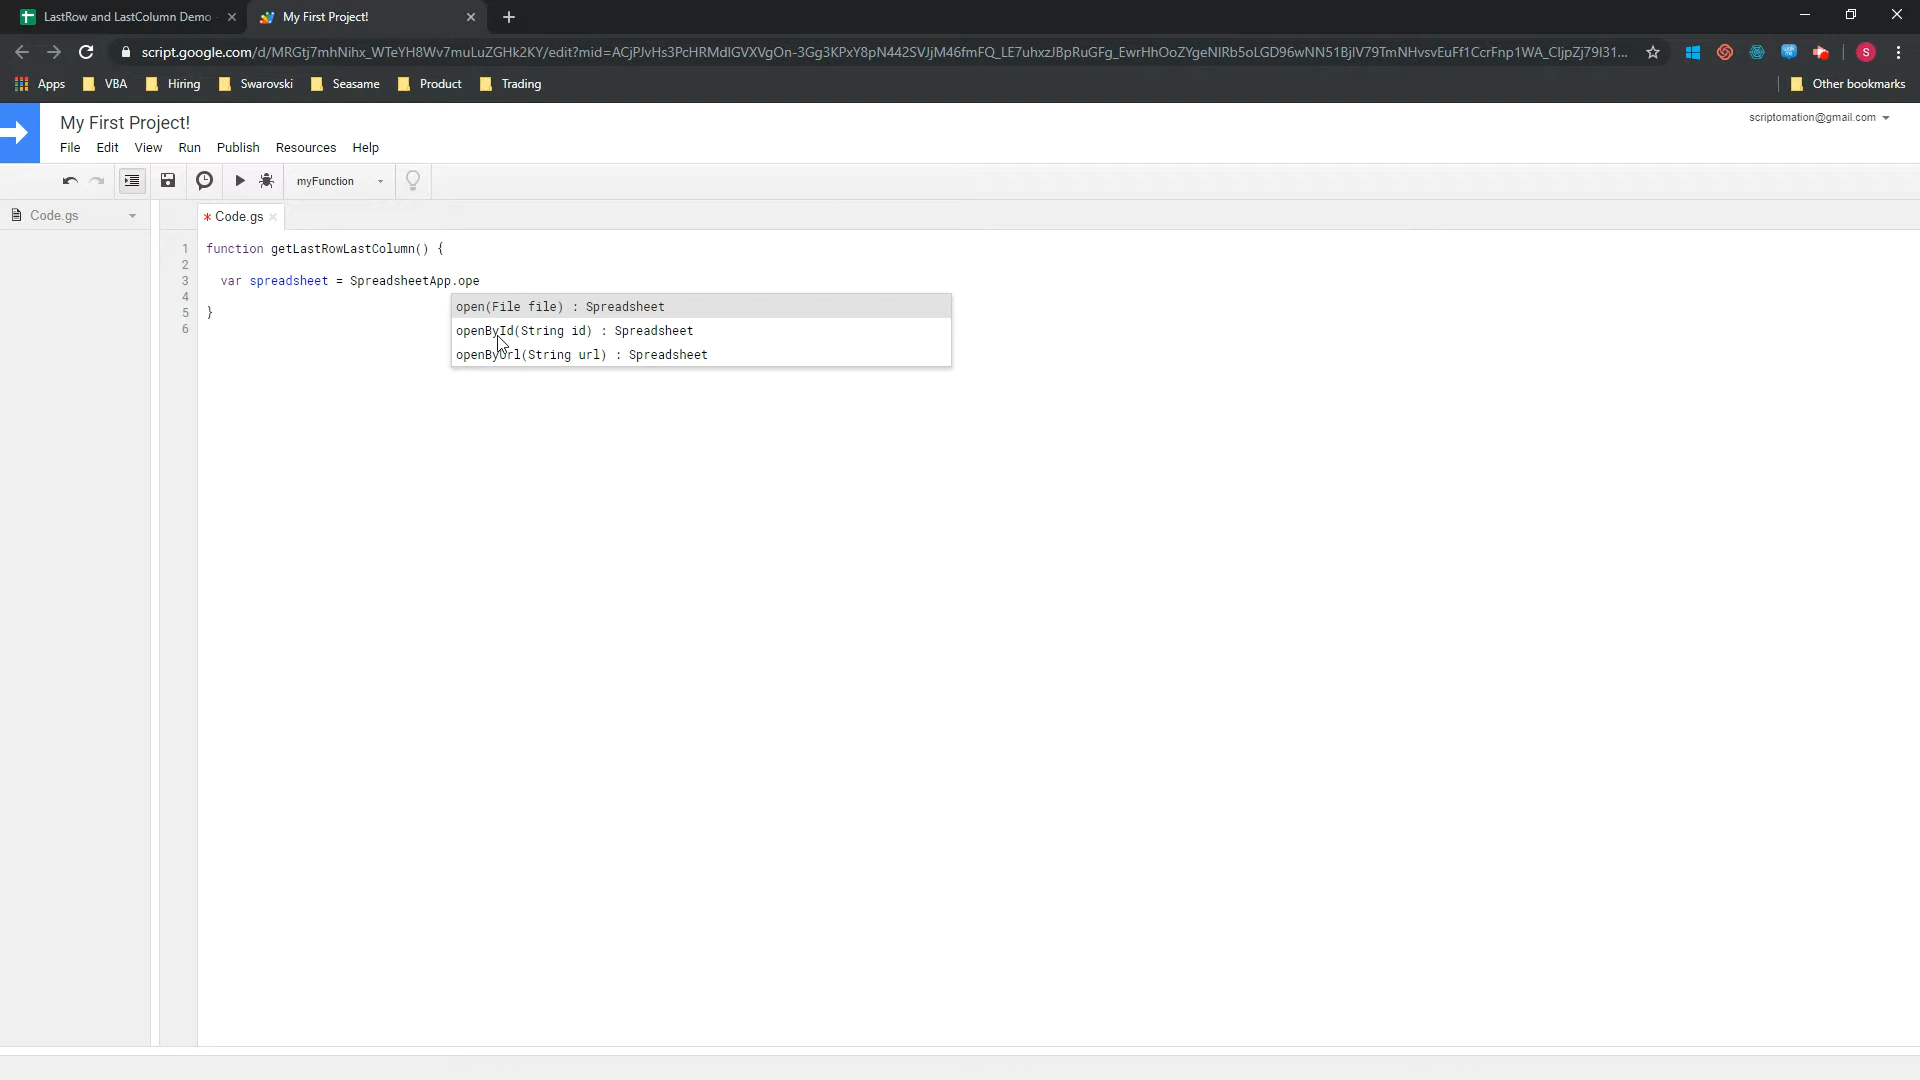 LastRow and LastColumn Demo
My First Project!
script.google.com/d/MRGtj7mhNihx_WTeYH8Wv7muLuZGHk2KY/edit?mid=ACjPJvHs3PcHRMdlGVXVgOn-3Gg3KPxY8pN442SVJjM46fmFQ_LE7uhxzJBpRuGFg_EwrHhOoZYgeNlRb5oLGD96wNN51BjlV79TmNHvsvEuFf1CcrFnp1WA_CljpZj79l31...
Apps VBA Hiring Swarovski Seasame Product Trading Other bookmarks
My First Project!
scriptomation@gmail.com
File Edit View Run Publish Resources Help
myFunction
Code.gs
* Code.gs
1 function getLastRowLastColumn() {
2
3 var spreadsheet = SpreadsheetApp.ope
4
5 }
6
open(File file) : Spreadsheet
openById(String id) : Spreadsheet
openByUrl(String url) : Spreadsheet